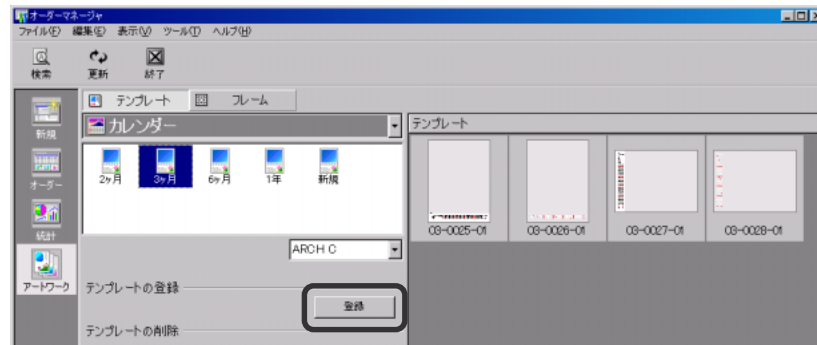 オーダーマネージャ
ファイル(F) 編集(E) 表示(V) ツール(T) ヘルプ(H)
検索 更新 終了
テンプレート フレーム
新規
オーダー
統計
アートワーク
カレンダー
2ヶ月 3ヶ月 6ヶ月 1年 新規
ARCH C
テンプレートの登録
登録
テンプレートの削除
テンプレート
03-0025-01 03-0026-01 03-0027-01 03-0028-01